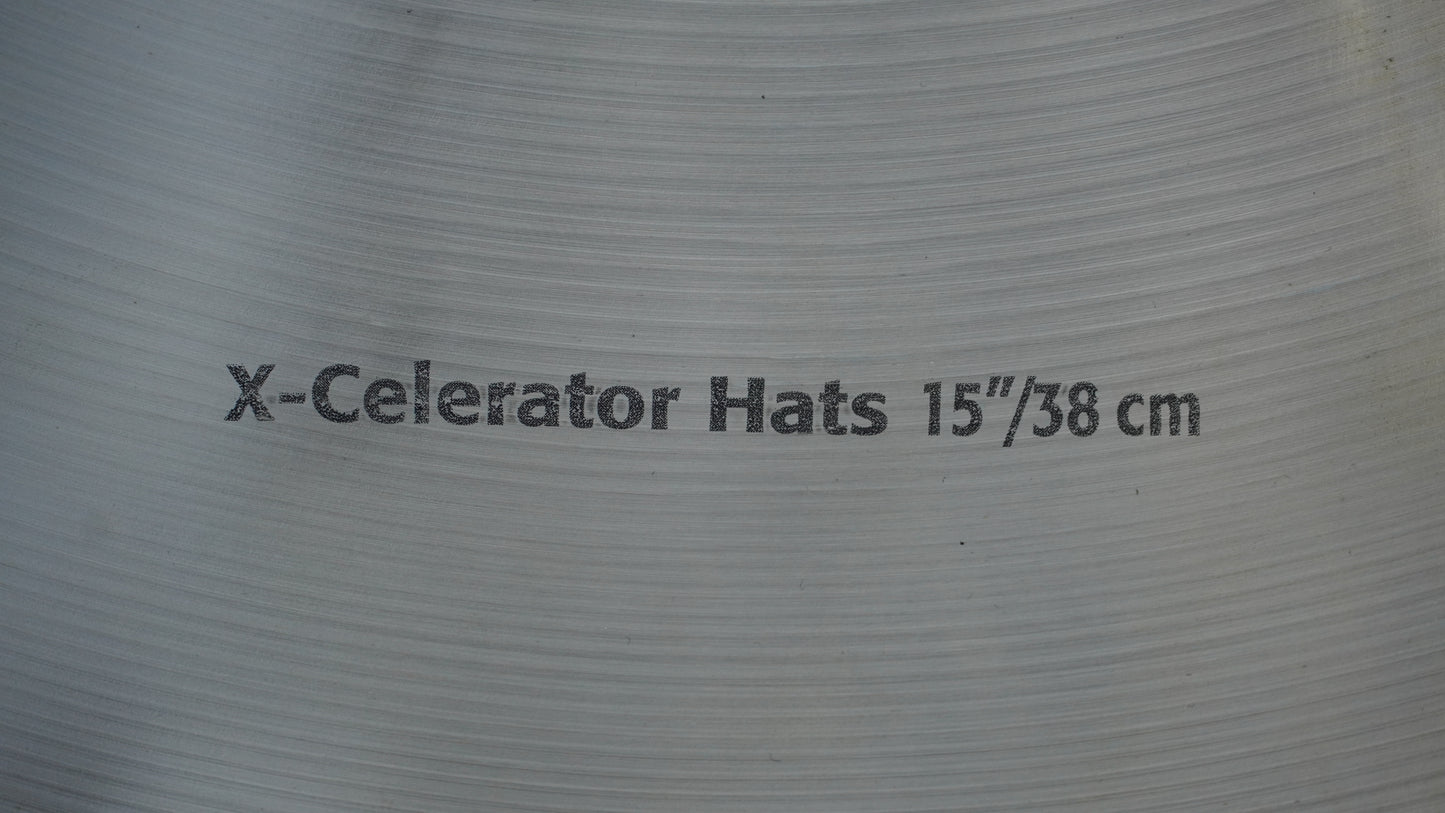 X-Celerator Hats 15″/38 cm